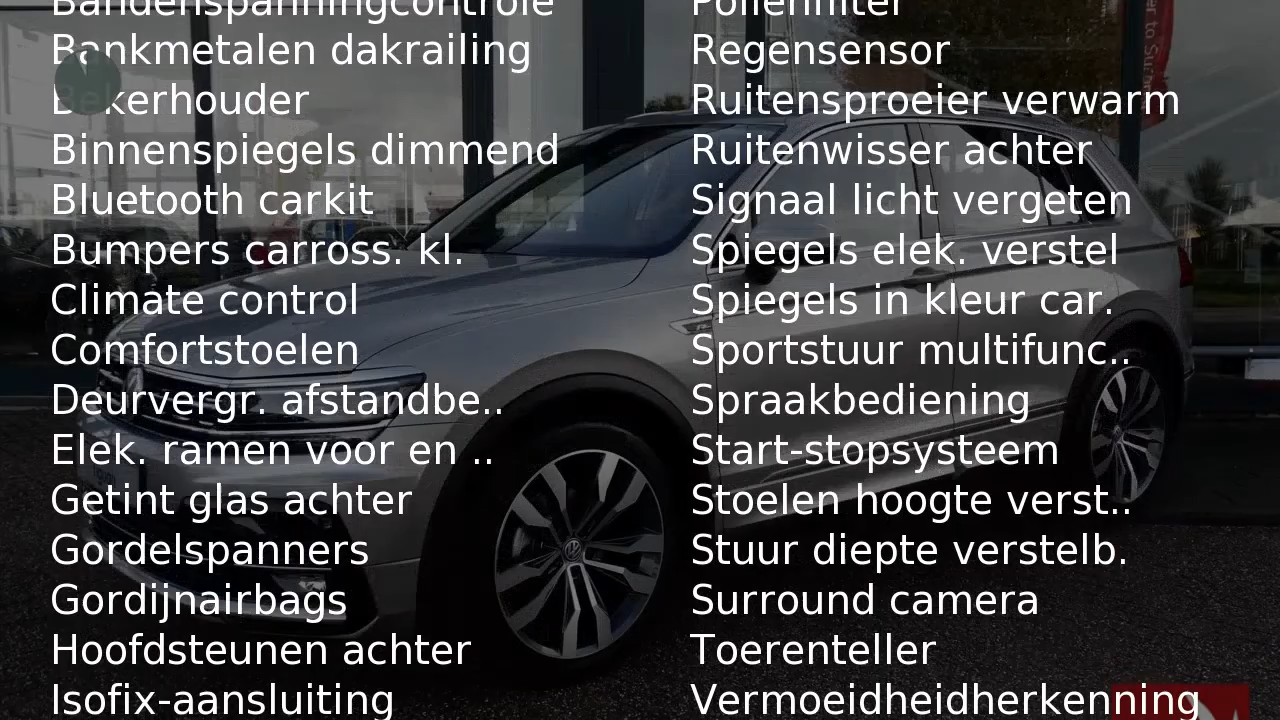 Bandenspanningcontrole
Bankmetalen dakrailing
Bekerhouder
Binnenspiegels dimmend
Bluetooth carkit
Bumpers carross. kl.
Climate control
Comfortstoelen
Deurvergr. afstandbe..
Elek. ramen voor en ..
Getint glas achter
Gordelspanners
Gordijnairbags
Hoofdsteunen achter
Isofix-aansluiting
Pollenfilter
Regensensor
Ruitensproeier verwarm
Ruitenwisser achter
Signaal licht vergeten
Spiegels elek. verstel
Spiegels in kleur car.
Sportstuur multifunc..
Spraakbediening
Start-stopsysteem
Stoelen hoogte verst..
Stuur diepte verstelb.
Surround camera
Toerenteller
Vermoeidheidherkenning